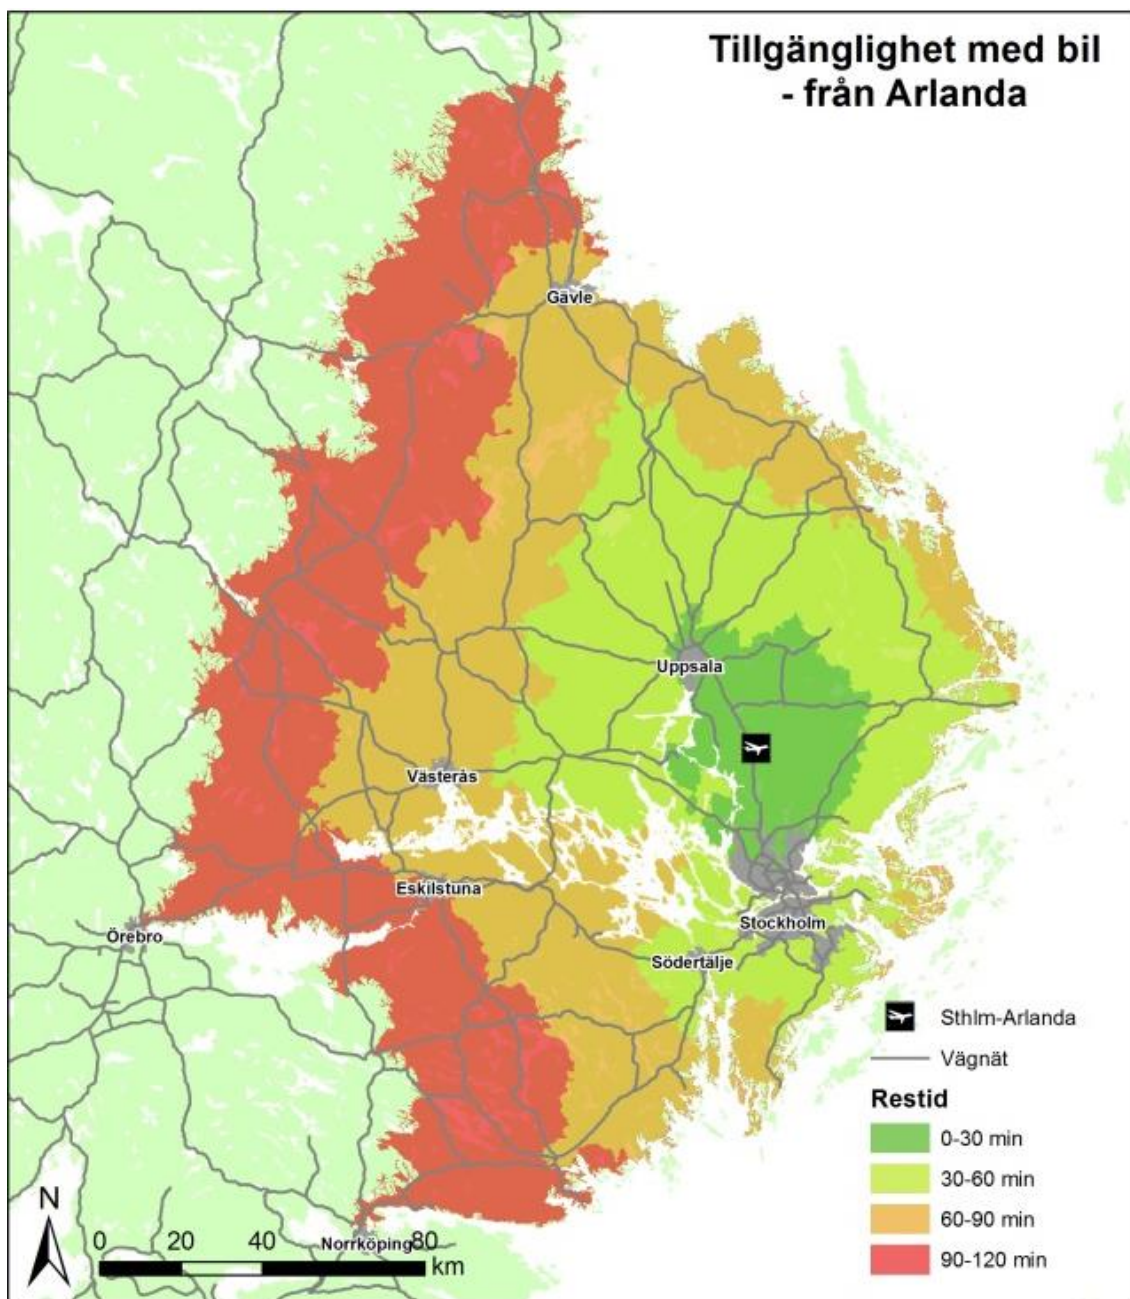 Tillgänglighet med bil
- från Arlanda
Gävle
Uppsala
Västerås
Eskilstuna
Örebro
Stockholm
Södertälje
Sthlm-Arlanda
Vägnät
Restid
0-30 min
30-60 min
60-90 min
90-120 min
N
0 20 40 80
Norrköping
km